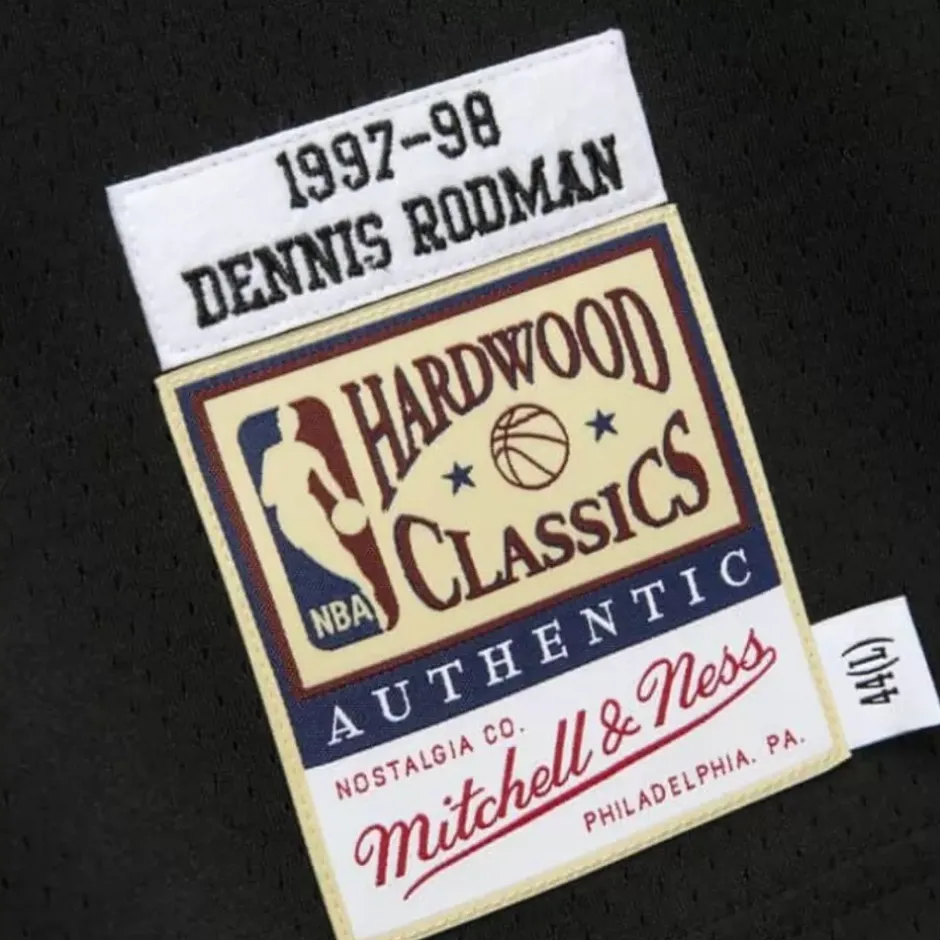 1997-98
DENNIS RODMAN
HARDWOOD
CLASSICS
NBA
AUTHENTIC
NOSTALGIA CO.
Mitchell & Ness
PHILADELPHIA, PA.
44(L)